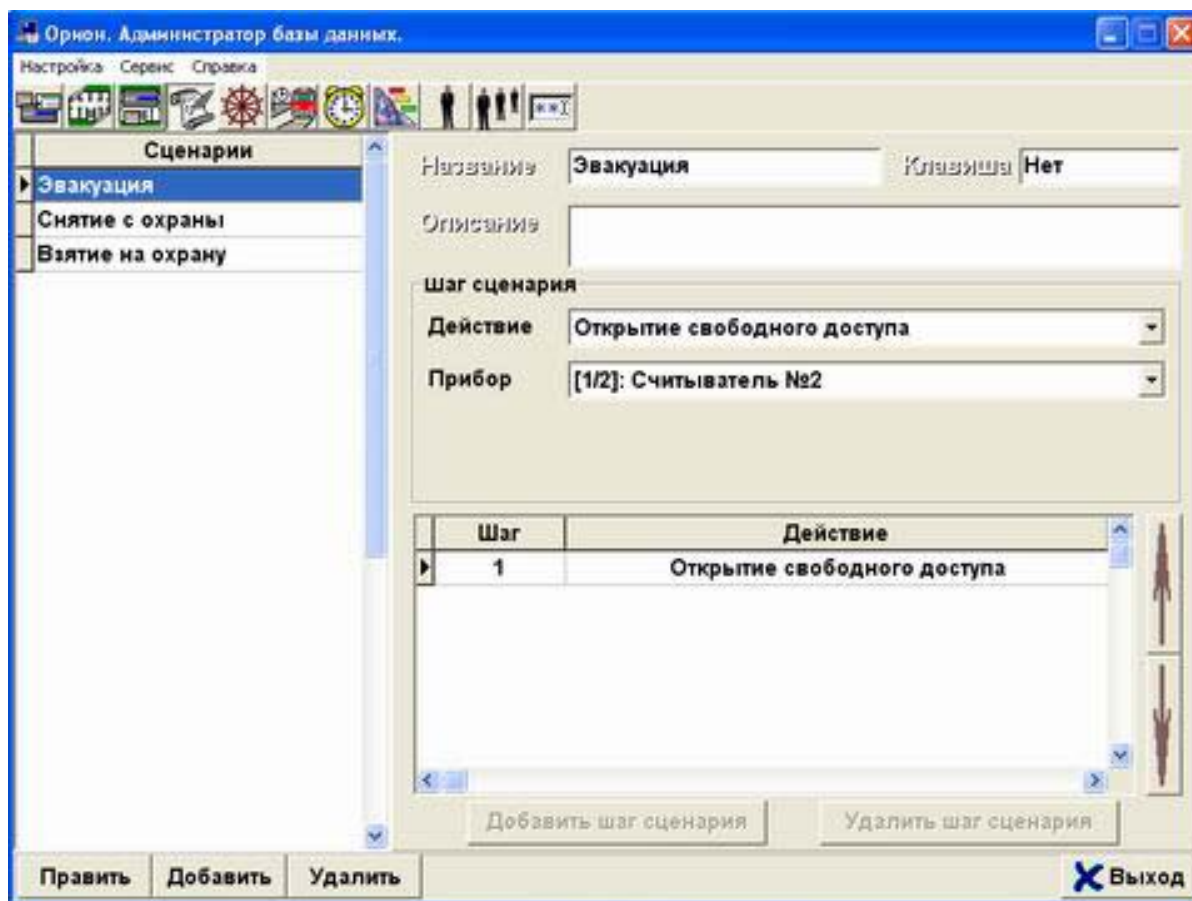 Орион. Администратор базы данных.
Настройка Сервис Справка
Сценарии
Эвакуация
Снятие с охраны
Взятие на охрану
Название Эвакуация Клавиша Нет
Описание
Шаг сценария
Действие Открытие свободного доступа
Прибор [1/2]: Считыватель №2
Шаг Действие
1 Открытие свободного доступа
Добавить шаг сценария Удалить шаг сценария
Править Добавить Удалить Выход